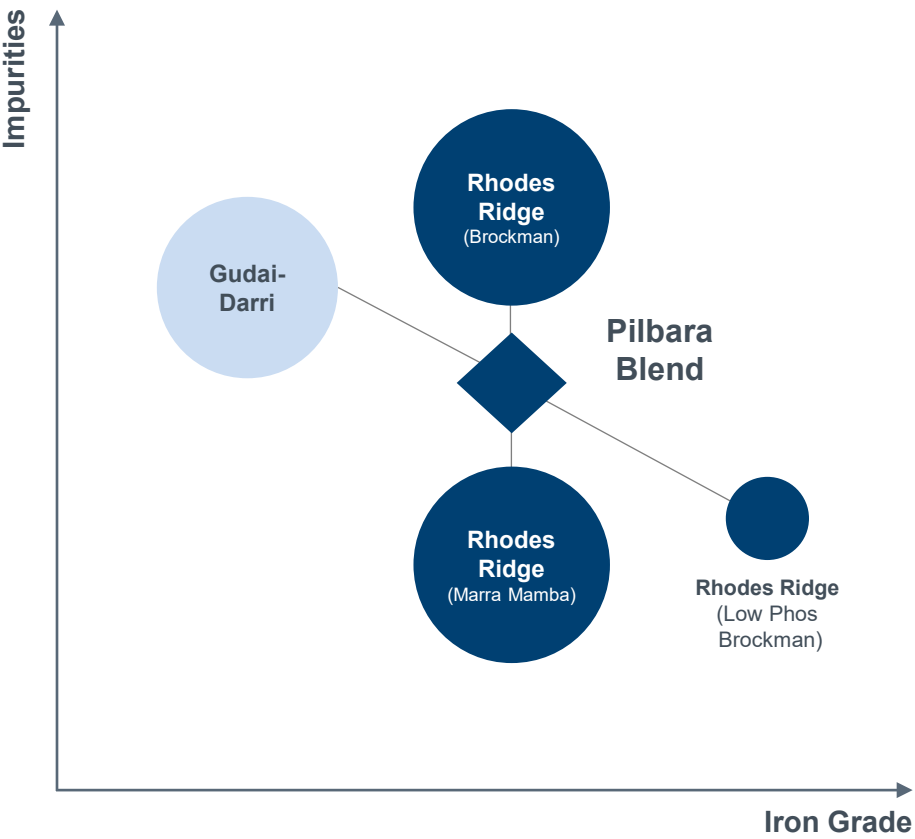 Impurities
Rhodes
Ridge
(Brockman)
Gudai-
Darri
Pilbara
Blend
Rhodes
Ridge
(Marra Mamba)
Rhodes Ridge
(Low Phos
Brockman)
Iron Grade